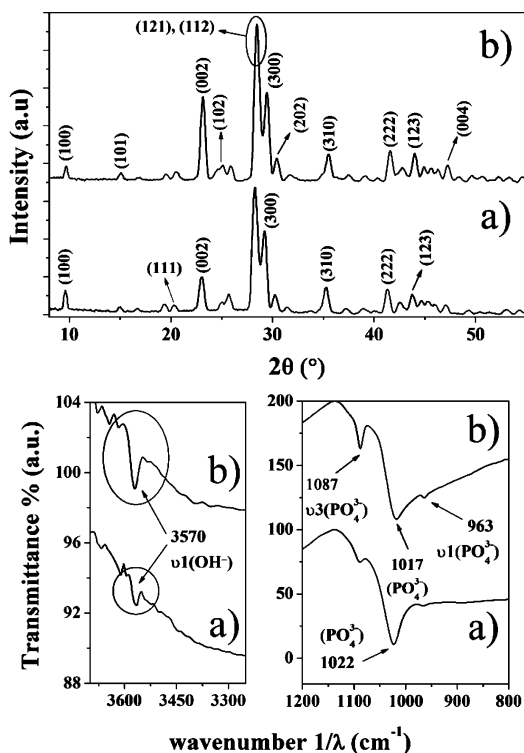 (121), (112)
b)
(002)
(300)
(102)
(202)
(100)
(101)
(310)
(222)
(123)
(004)
Intensity (a.u)
a)
(300)
(100)
(111)
(002)
(310)
(222)
(123)
10 20 30 40 50
2θ (°)
104
100
96
92
88
b)
3570
υ1(OH⁻)
a)
3600 3450 3300
Transmittance % (a.u.)
200
150
100
50
0
b)
1087
υ3(PO₄³⁻)
963
υ1(PO₄³⁻)
1017
(PO₄³⁻)
(PO₄³⁻)
1022
a)
1200 1100 1000 900 800
wavenumber 1/λ (cm⁻¹)